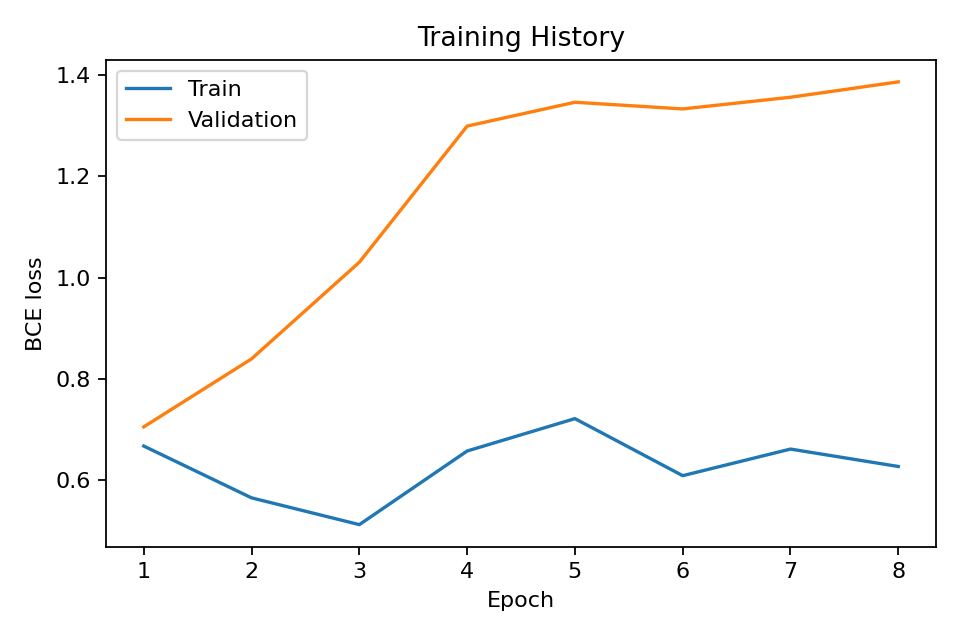 Training History
1.4
1.2
1.0
0.8
0.6
BCE loss
Train
Validation
1 2 3 4 5 6 7 8
Epoch